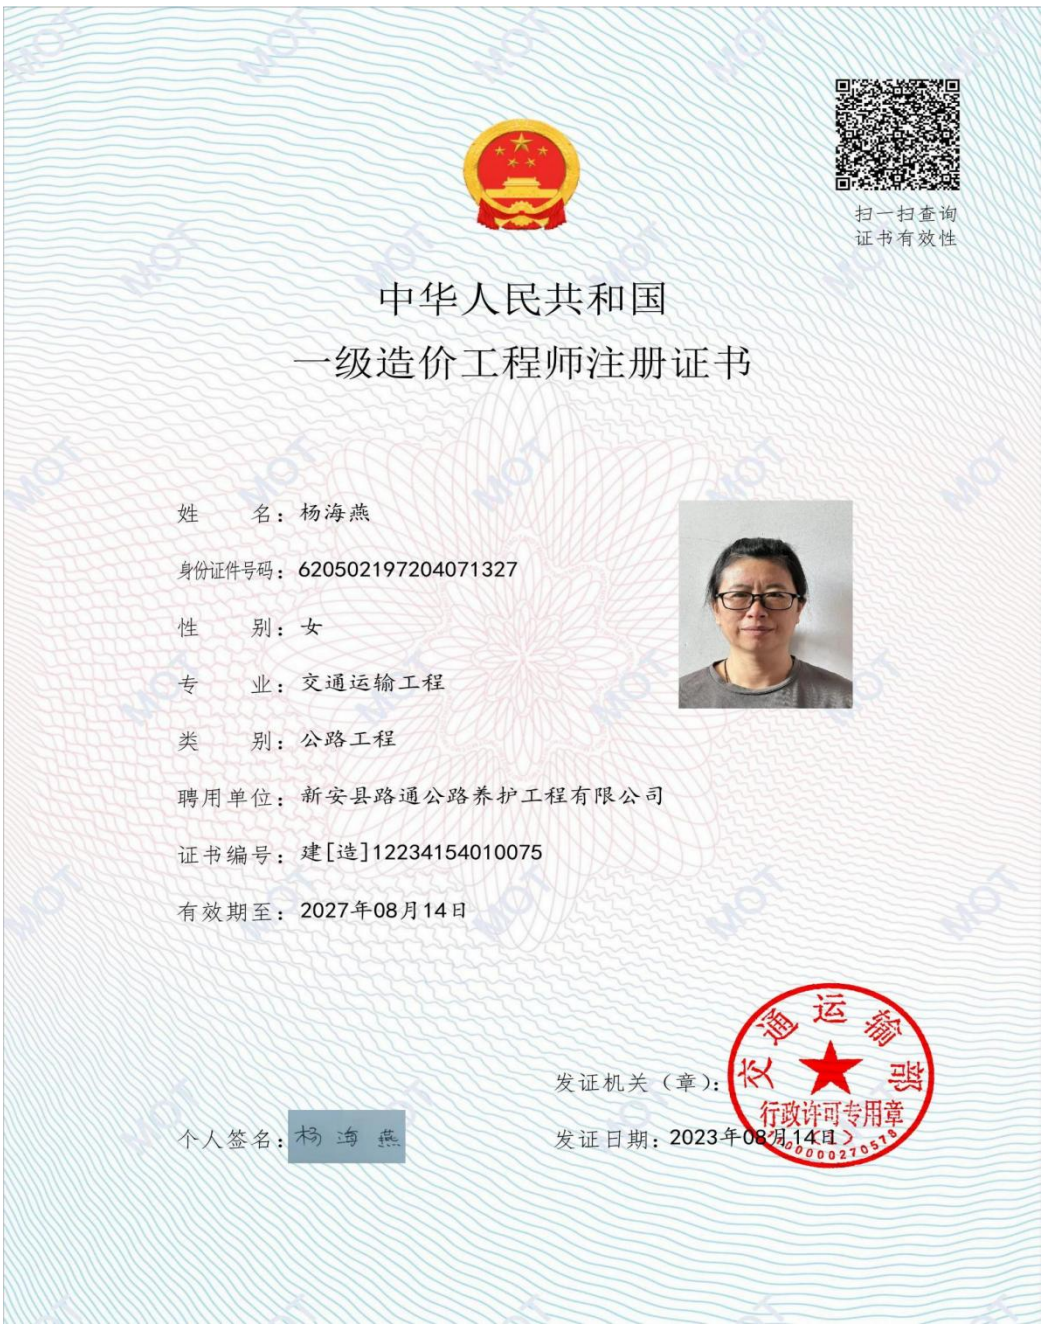 扫一扫查询
证书有效性
中华人民共和国
一级造价工程师注册证书
姓 名：杨海燕
身份证件号码：620502197204071327
性 别：女
专 业：交通运输工程
类 别：公路工程
聘用单位：新安县路通公路养护工程有限公司
证书编号：建[造]12234154010075
有效期至：2027年08月14日
交通运输部
发证机关（章）：
行政许可专用章
个人签名：杨海燕
发证日期：2023年08月14日
MOT